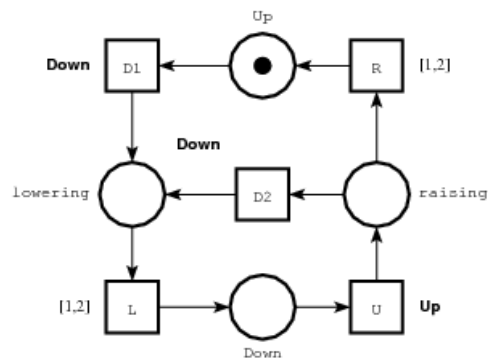 Up
Down D1 R [1,2]
Down
lowering D2 raising
[1,2] L U Up
Down